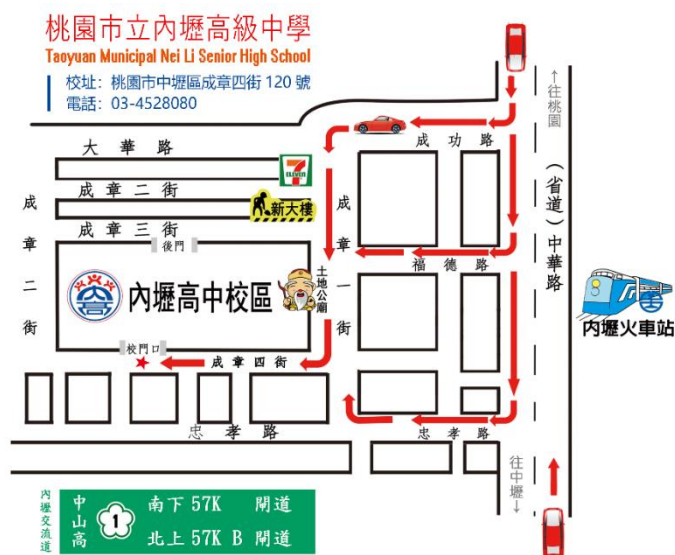 桃園市立內壢高級中學
Taoyuan Municipal Nei Li Senior High School
校址: 桃園市中壢區成章四街 120 號
電話: 03-4528080
←往桃園
大華路
成功路
7
ELEVEN
成章二街
新大樓
成章三街
後門
成章二街
成章一街
(省道)中華路
福德路
內壢高中校區
土地公廟
內壢火車站
校門口
成章四街
忠孝路
忠孝路
往中壢→
內壢交流道
中山高
1
南下 57K 閘道
北上 57K B 閘道